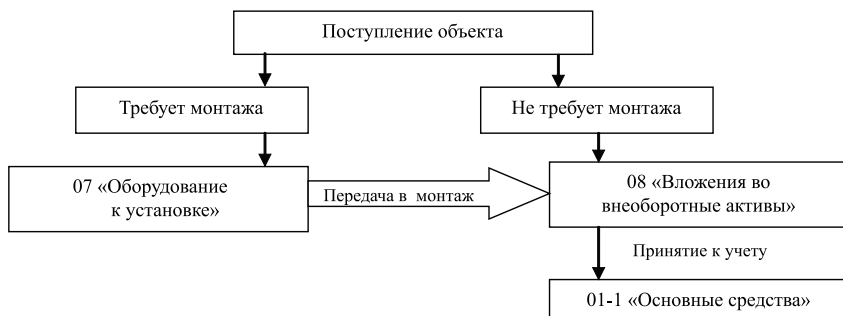 Поступление объекта
Требует монтажа
Не требует монтажа
07 «Оборудование
к установке»
Передача в монтаж
08 «Вложения во
внеоборотные активы»
Принятие к учету
01-1 «Основные средства»